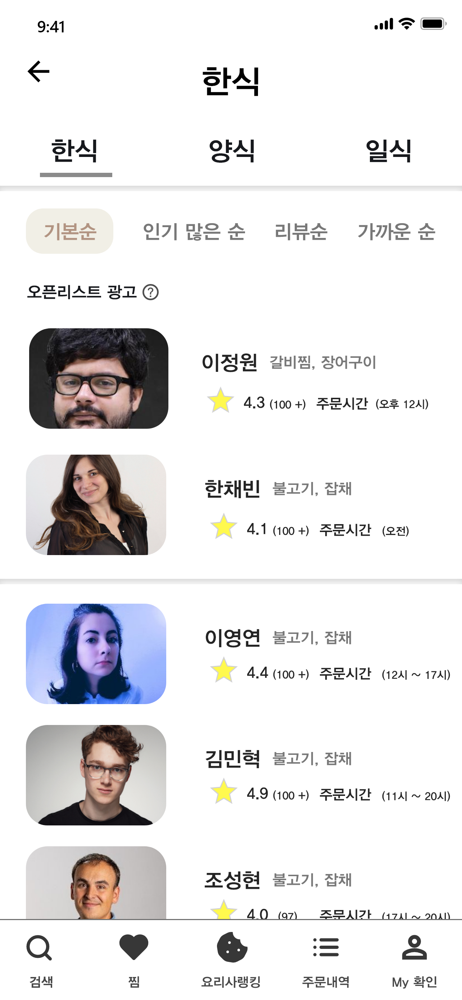 9:41
한식
한식 양식 일식
기본순 인기 많은 순 리뷰순 가까운 순
오픈리스트 광고 ?
이정원 갈비찜, 장어구이
4.3 (100 +) 주문시간 (오후 12시)
한채빈 불고기, 잡채
4.1 (100 +) 주문시간 (오전)
이영연 불고기, 잡채
4.4 (100 +) 주문시간 (12시 ~ 17시)
김민혁 불고기, 잡채
4.9 (100 +) 주문시간 (11시 ~ 20시)
조성현 불고기, 잡채
4.0 (97) 주문시간 (17시 ~ 20시)
검색 찜 요리사랭킹 주문내역 My 확인